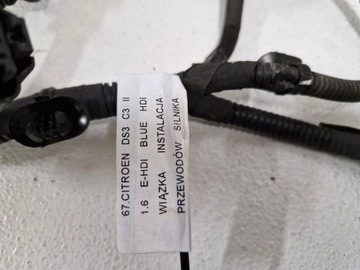 67.CITROEN DS3 C3 II
1.6 E-HDI BLUE HDI
WIĄZKA INSTALACJA
PRZEWODÓW SILNIKA